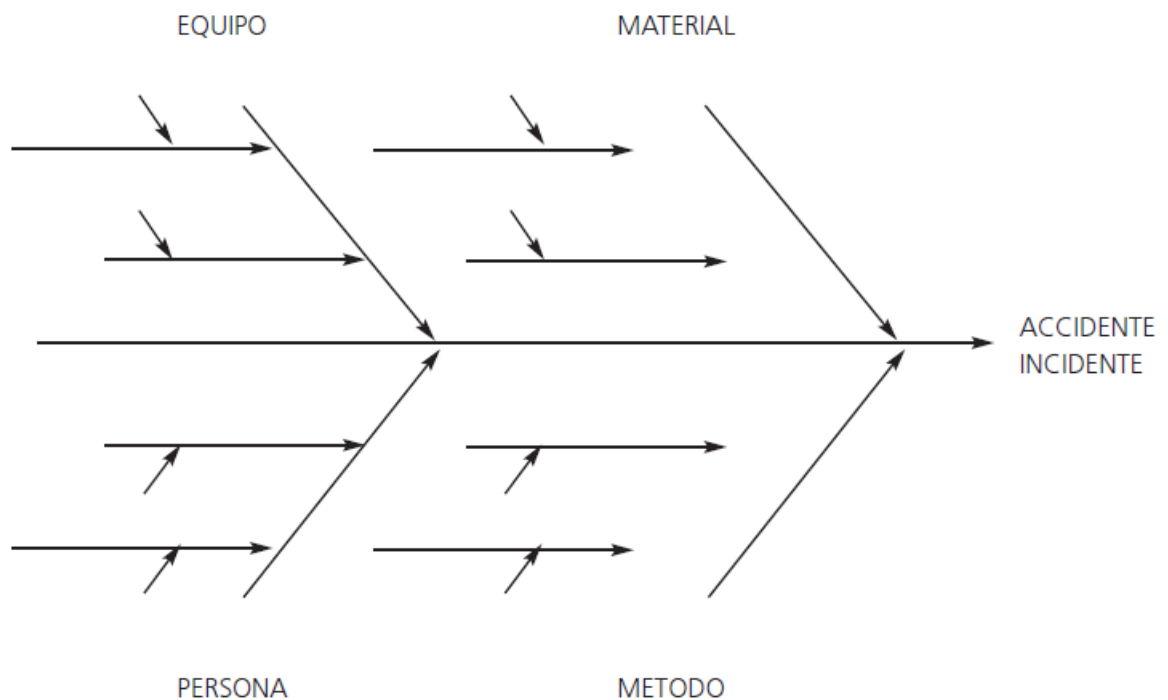 EQUIPO
MATERIAL
ACCIDENTE
INCIDENTE
PERSONA
METODO